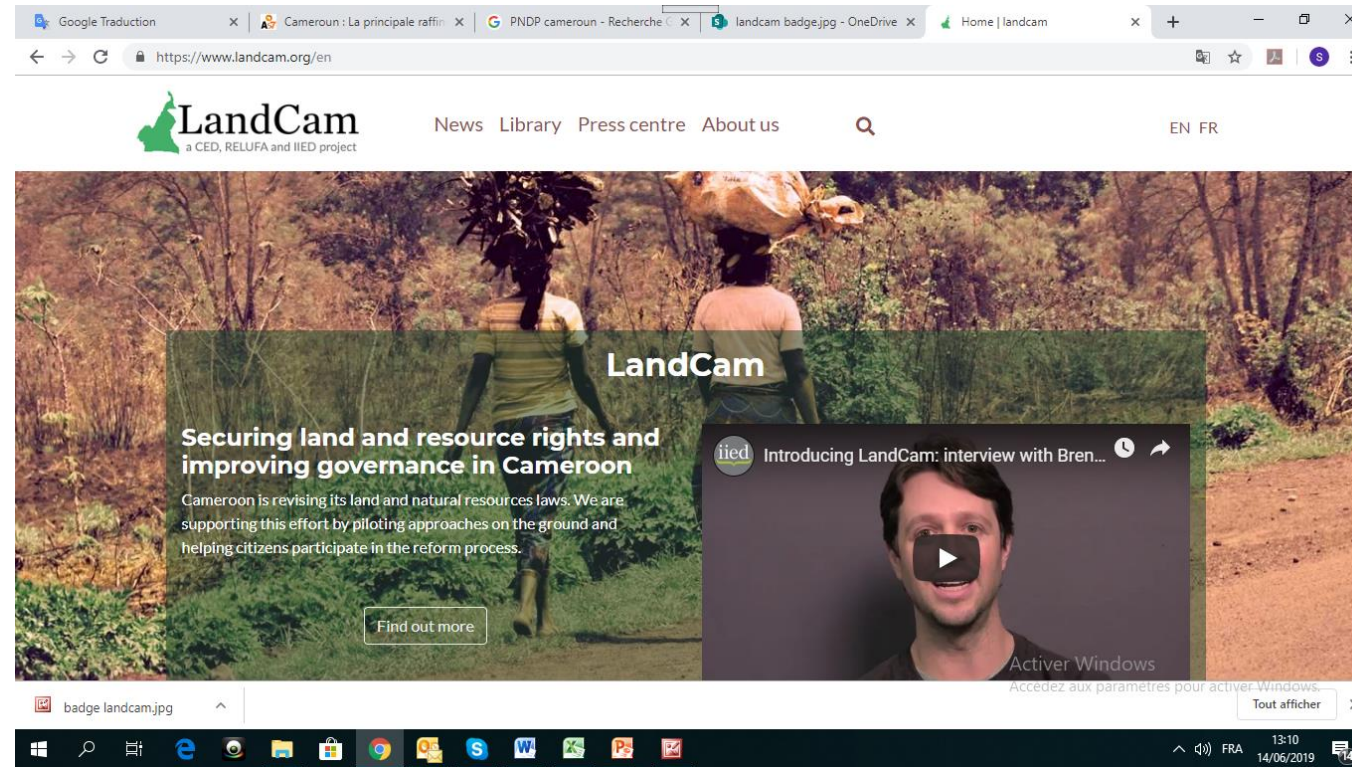 Google Traduction
Cameroun : La principale raffin
PNDP cameroun - Recherche G
landcam badge.jpg - OneDrive
Home | landcam
https://www.landcam.org/en
S
LandCam
a CED, RELUFA and IIED project
News Library Press centre About us
EN FR
LandCam
Securing land and resource rights and
improving governance in Cameroon
Cameroon is revising its land and natural resources laws. We are
supporting this effort by piloting approaches on the ground and
helping citizens participate in the reform process.
Find out more
iied
Introducing LandCam: interview with Bren...
Activer Windows
Accédez aux paramètres pour activer Windows.
badge landcam.jpg
Tout afficher
FRA
13:10
14/06/2019
14